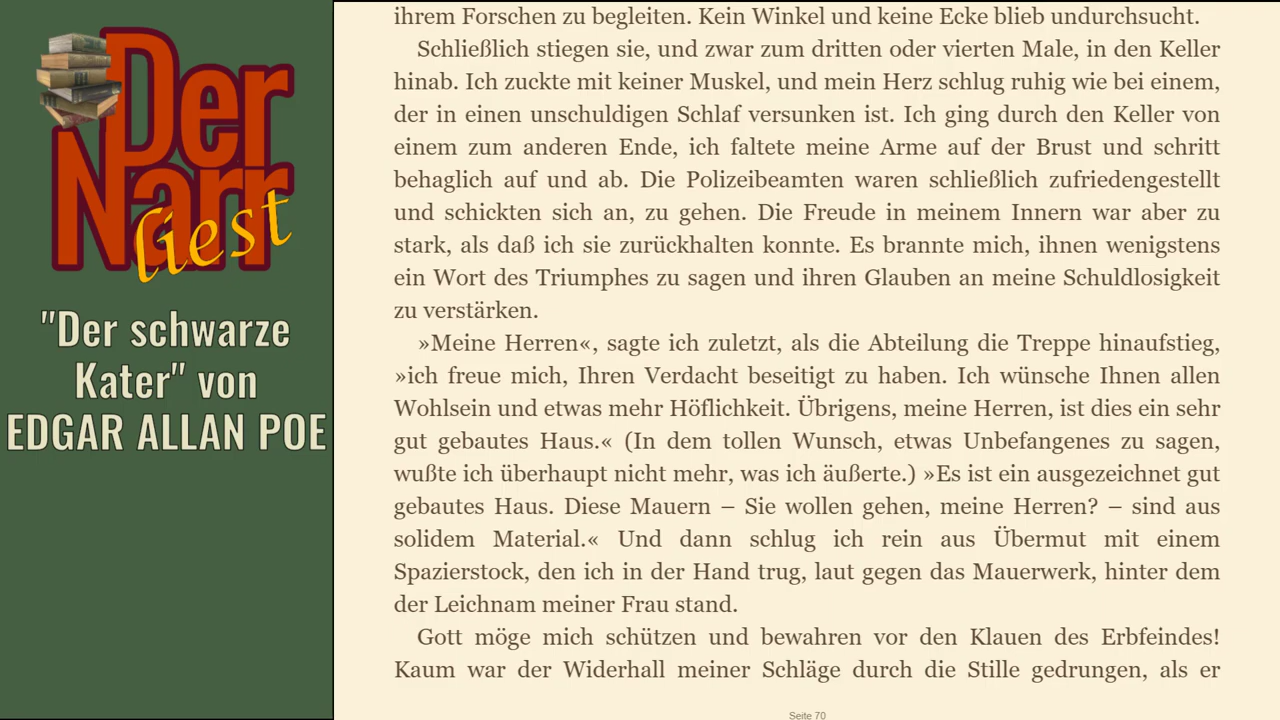 Der
Narr
liest
"Der schwarze
Kater" von
EDGAR ALLAN POE
ihrem Forschen zu begleiten. Kein Winkel und keine Ecke blieb undurchsucht.
Schließlich stiegen sie, und zwar zum dritten oder vierten Male, in den Keller
hinab. Ich zuckte mit keiner Muskel, und mein Herz schlug ruhig wie bei einem,
der in einen unschuldigen Schlaf versunken ist. Ich ging durch den Keller von
einem zum anderen Ende, ich faltete meine Arme auf der Brust und schritt
behaglich auf und ab. Die Polizeibeamten waren schließlich zufriedengestellt
und schickten sich an, zu gehen. Die Freude in meinem Innern war aber zu
stark, als daß ich sie zurückhalten konnte. Es brannte mich, ihnen wenigstens
ein Wort des Triumphes zu sagen und ihren Glauben an meine Schuldlosigkeit
zu verstärken.
»Meine Herren«, sagte ich zuletzt, als die Abteilung die Treppe hinaufstieg,
»ich freue mich, Ihren Verdacht beseitigt zu haben. Ich wünsche Ihnen allen
Wohlsein und etwas mehr Höflichkeit. Übrigens, meine Herren, ist dies ein sehr
gut gebautes Haus.« (In dem tollen Wunsch, etwas Unbefangenes zu sagen,
wußte ich überhaupt nicht mehr, was ich äußerte.) »Es ist ein ausgezeichnet gut
gebautes Haus. Diese Mauern – Sie wollen gehen, meine Herren? – sind aus
solidem Material.« Und dann schlug ich rein aus Übermut mit einem
Spazierstock, den ich in der Hand trug, laut gegen das Mauerwerk, hinter dem
der Leichnam meiner Frau stand.
Gott möge mich schützen und bewahren vor den Klauen des Erbfeindes!
Kaum war der Widerhall meiner Schläge durch die Stille gedrungen, als er
Seite 70